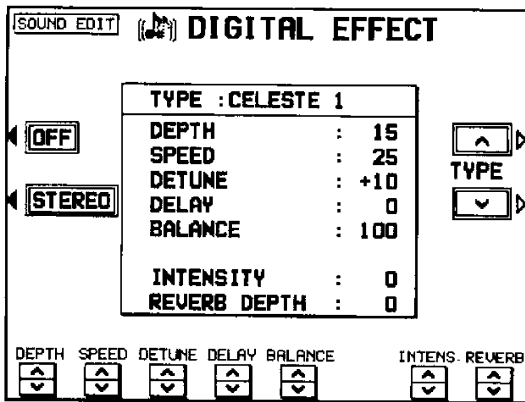 SOUND EDIT DIGITAL EFFECT
TYPE :CELESTE 1
DEPTH : 15
SPEED : 25
DETUNE : +10
DELAY : 0
BALANCE : 100
INTENSITY : 0
REVERB DEPTH : 0
OFF
STEREO
TYPE
DEPTH SPEED DETUNE DELAY BALANCE INTENS. REVERB